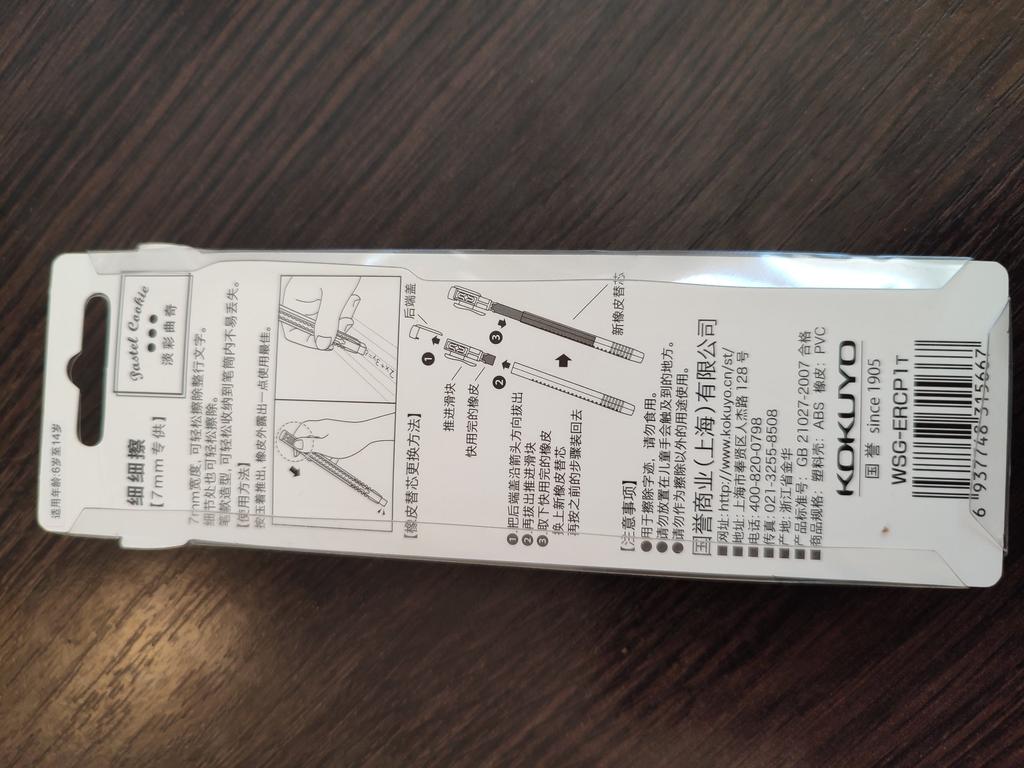 适用年龄:6岁至14岁
细细擦
【7mm专供】
Pastel Cookie
淡彩曲奇
7mm宽度,可轻松擦除整行文字。
细节处也可轻松擦除。
笔款造型,可轻松收纳到笔筒内不易丢失。
【使用方法】
按压着推出,橡皮外露出一点使用最佳。
【橡皮替芯更换方法】
后端盖
推进滑块
快用完的橡皮
新橡皮替芯
❶ 把后端盖沿箭头方向拔出
❷ 再拔出推进滑块
❸ 取下快用完的橡皮
换上新橡皮替芯
再按之前的步骤装回去
【注意事项】
●用于擦除字迹,请勿食用。
●请勿放置在儿童手会触及到的地方。
●请勿作为擦除以外的用途使用。
国誉商业(上海)有限公司
■网址: http://www.kokuyo.cn/st/
■地址: 上海市奉贤区人杰路128号
■电话: 400-820-0798
■传真: 021-3255-8508
■产地: 浙江省金华
■产品标准号: GB 21027-2007 合格
■商品规格: 塑料壳: ABS 橡皮: PVC
KOKUYO
国誉 since 1905
WSG-ERCP11T
6 937748 315667